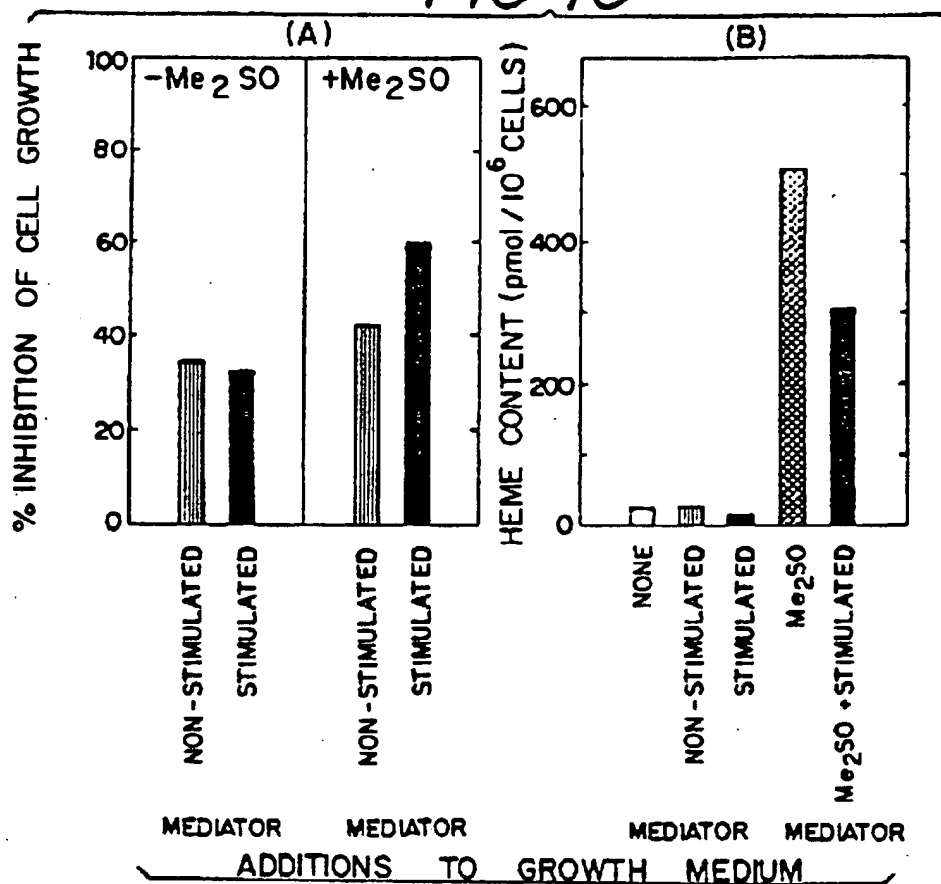 (A)
(B)
% INHIBITION OF CELL GROWTH
100
80
60
40
20
0
-Me2SO
+Me2SO
NON-STIMULATED
STIMULATED
NON-STIMULATED
STIMULATED
MEDIATOR
MEDIATOR
HEME CONTENT (pmol/10⁶ CELLS)
600
400
200
0
NONE
NON-STIMULATED
STIMULATED
Me2SO
Me2SO + STIMULATED
MEDIATOR
MEDIATOR
ADDITIONS TO GROWTH MEDIUM